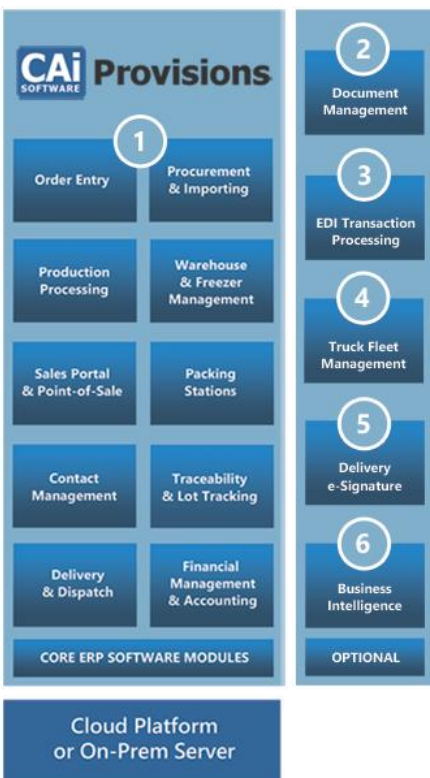 CAi
SOFTWARE
Provisions
1
Order Entry
Procurement
& Importing
Production
Processing
Warehouse
& Freezer
Management
Sales Portal
& Point-of-Sale
Packing
Stations
Contact
Management
Traceability
& Lot Tracking
Delivery
& Dispatch
Financial
Management
& Accounting
CORE ERP SOFTWARE MODULES
2
Document
Management
3
EDI Transaction
Processing
4
Truck Fleet
Management
5
Delivery
e-Signature
6
Business
Intelligence
OPTIONAL
Cloud Platform
or On-Prem Server